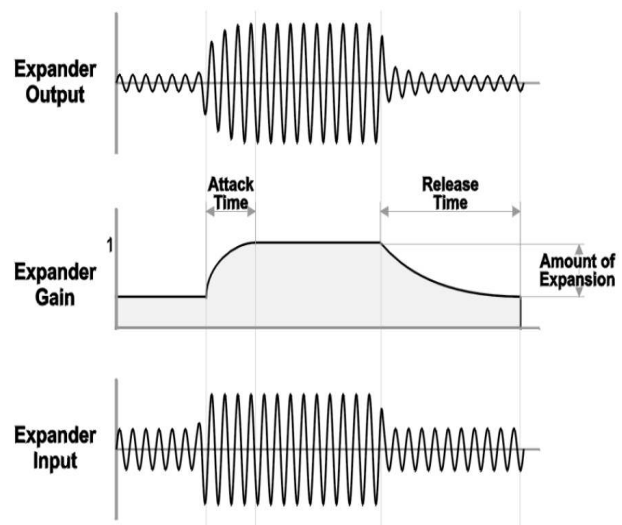 Expander
Output
Attack
Time
Release
Time
1
Expander
Gain
Amount of
Expansion
Expander
Input